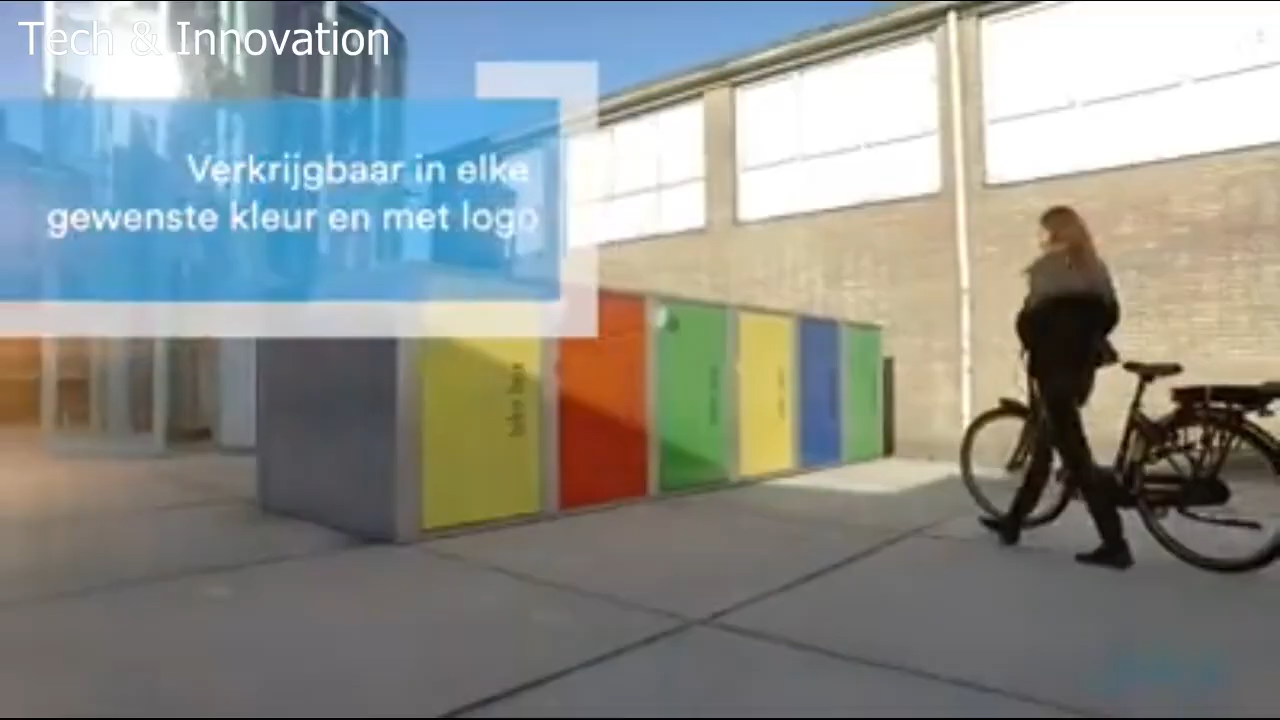 Tech & Innovation
Verkrijgbaar in elke
gewenste kleur en met logo